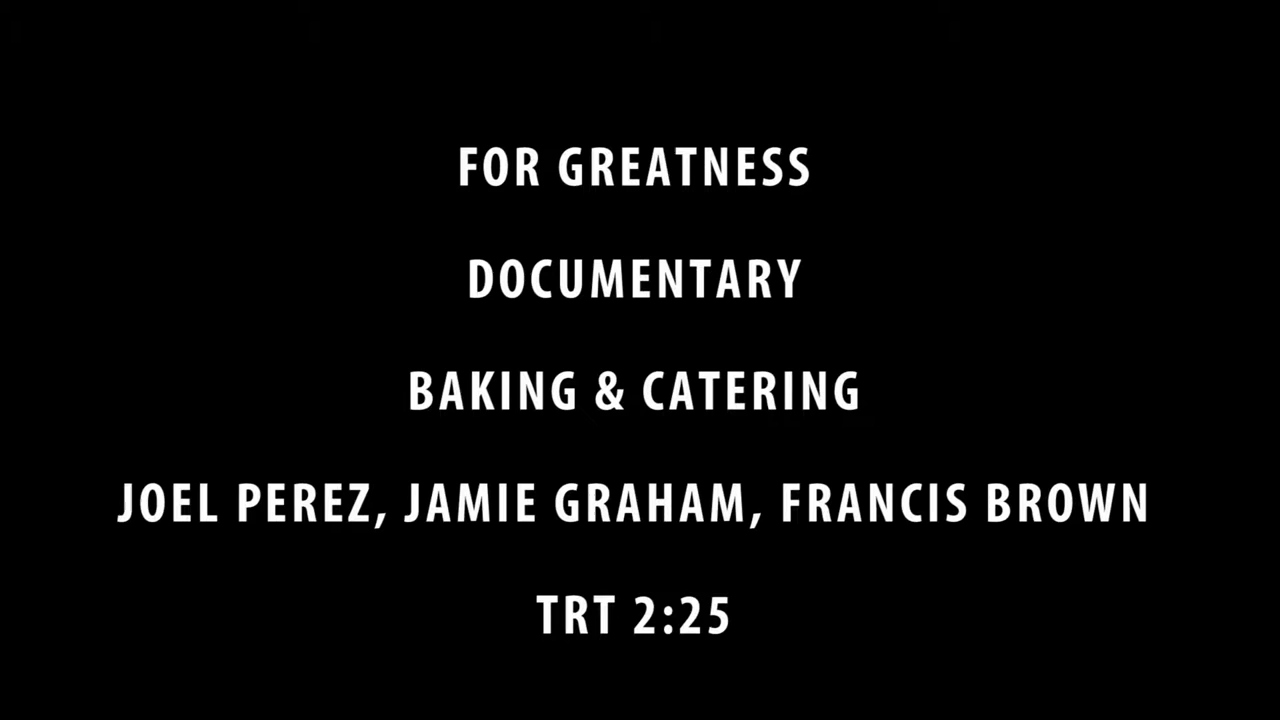 FOR GREATNESS
DOCUMENTARY
BAKING & CATERING
JOEL PEREZ, JAMIE GRAHAM, FRANCIS BROWN
TRT 2:25